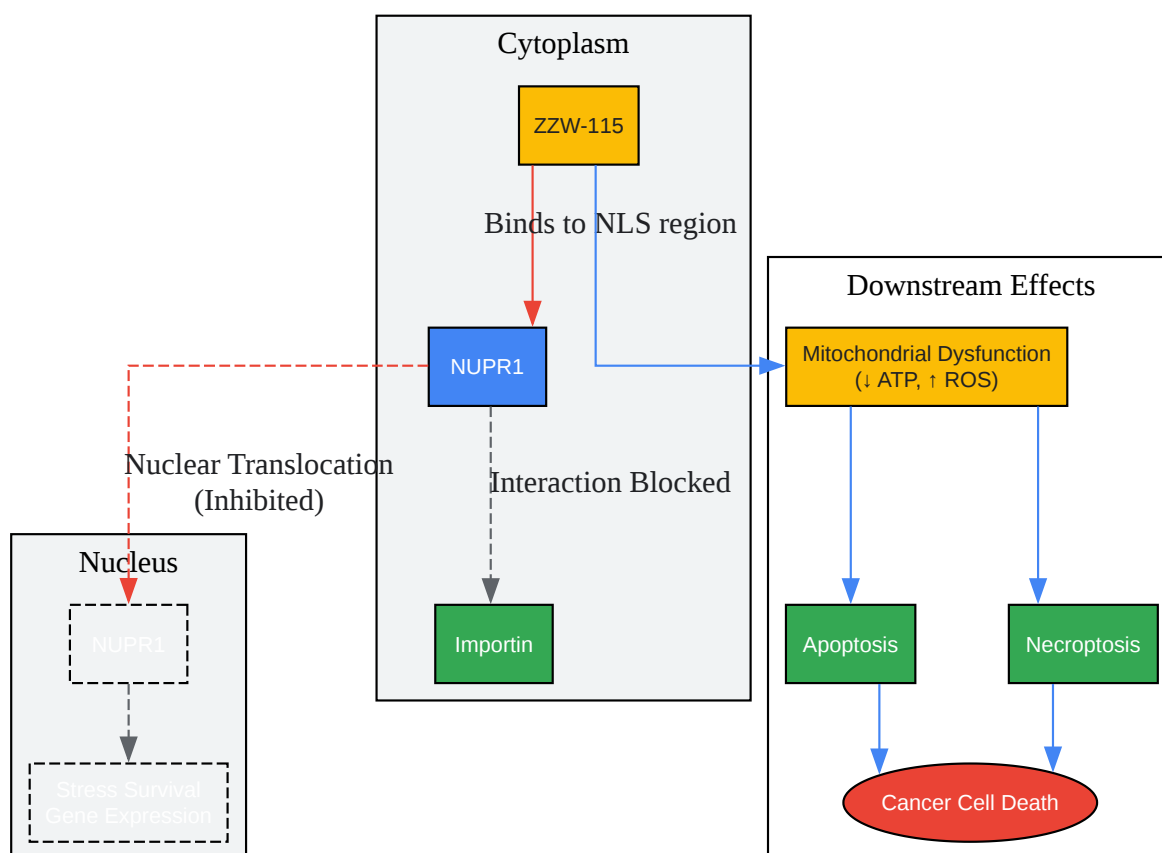 Cytoplasm
ZZW-115
Binds to NLS region
Downstream Effects
NUPR1
Mitochondrial Dysfunction
(↓ ATP, ↑ ROS)
Nuclear Translocation
(Inhibited)
Interaction Blocked
Nucleus
NUPR1
Importin
Apoptosis
Necroptosis
Stress Survival
Gene Expression
Cancer Cell Death